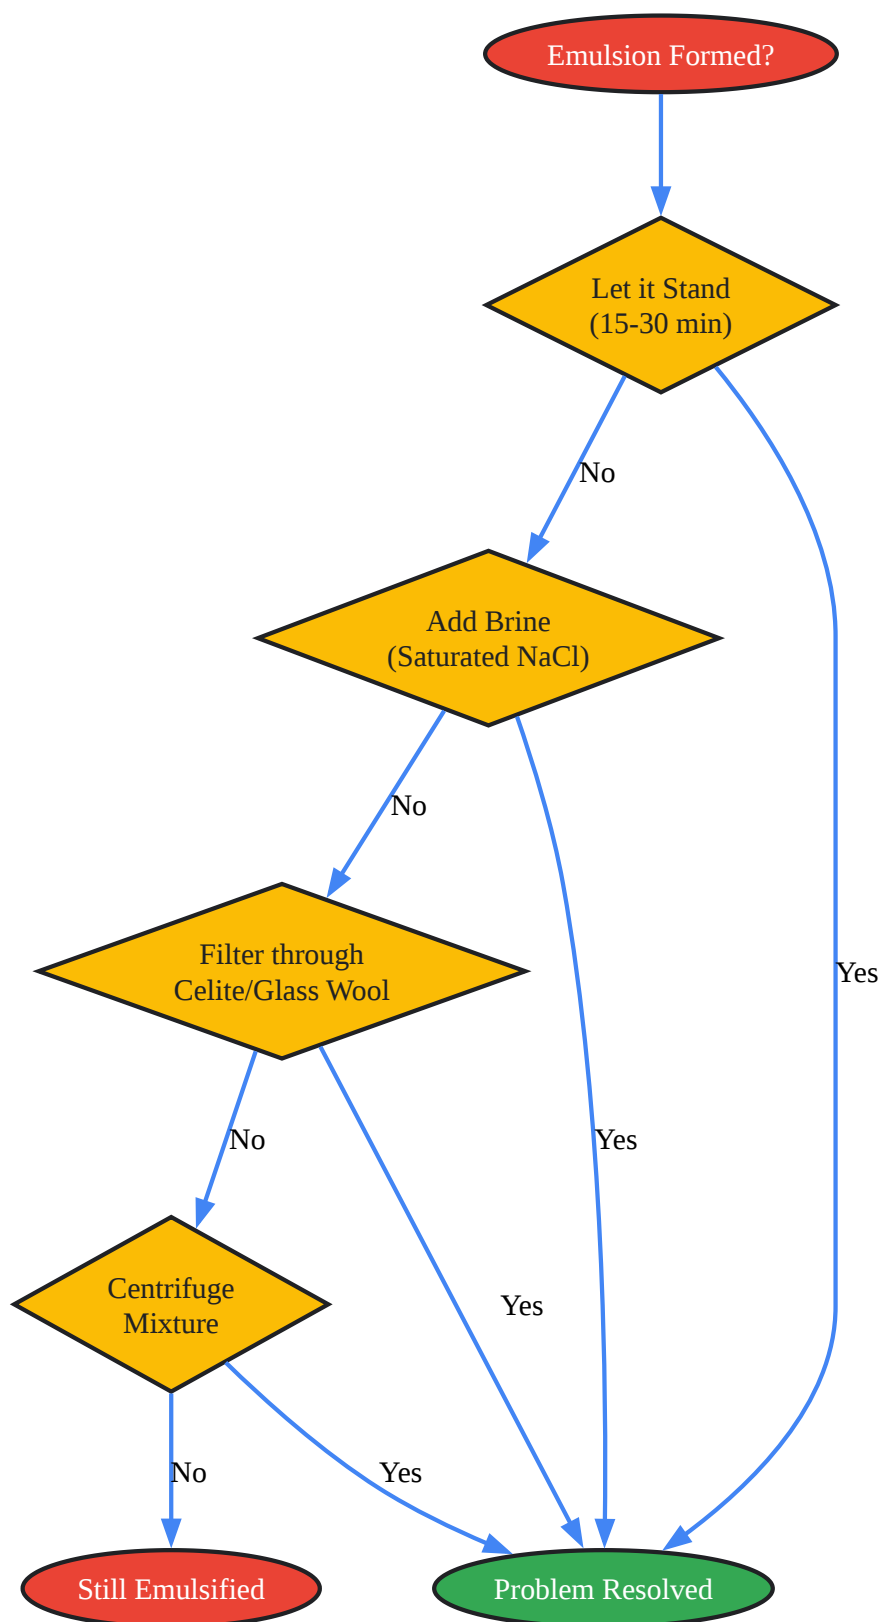 Emulsion Formed?
Let it Stand
(15-30 min)
No
Add Brine
(Saturated NaCl)
No
Filter through
Celite/Glass Wool
Yes
No
Yes
Centrifuge
Mixture
Yes
No
Yes
Still Emulsified
Problem Resolved